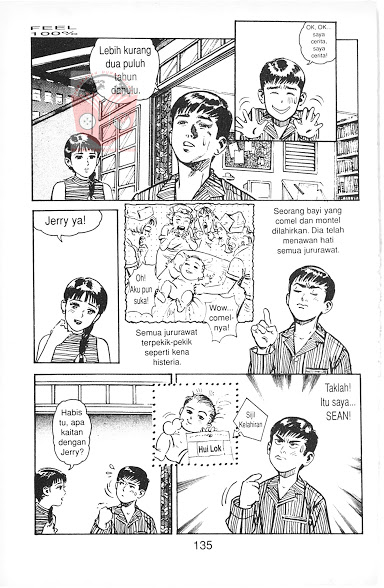 FEEL
100%
Lebih kurang
dua puluh
tahun
dahulu.
OK, OK...
saya
cerita,
saya
cerita!
Jerry ya!
Oh!
Aku pun
suka!
Wow...
comel-
nya!
Semua jururawat
terpekik-pekik
seperti kena
histeria.
Seorang bayi yang
comel dan montel
dilahirkan. Dia telah
menawan hati
semua jururawat.
Habis
tu, apa
kaitan
dengan
Jerry?
Hui Lok
Sijil
Kelahiran
Taklah!
Itu saya...
SEAN!
135